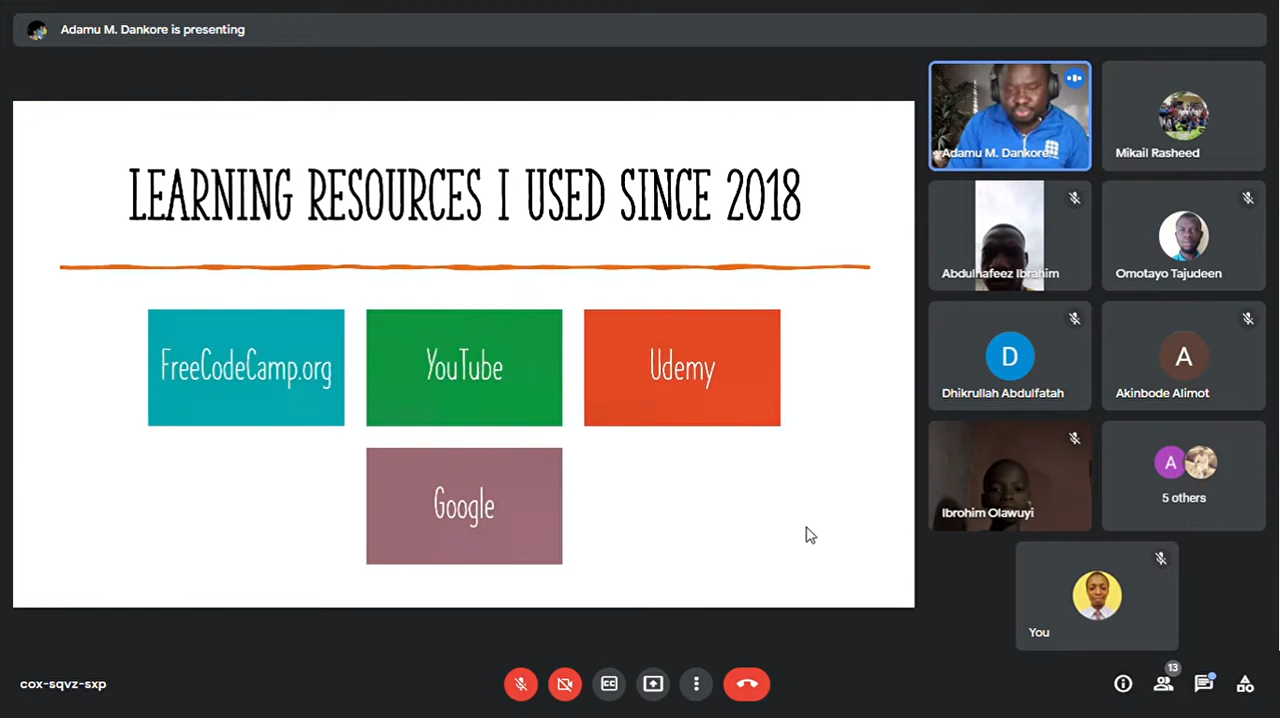 Adamu M. Dankore is presenting
LEARNING RESOURCES I USED SINCE 2018
FreeCodeCamp.org
YouTube
Udemy
Google
Adamu M. Dankore
Mikail Rasheed
Abdulhafeez Ibrahim
Omotayo Tajudeen
D
Dhikrullah Abdulfatah
A
Akinbode Alimot
Ibrohim Olawuyi
A
5 others
You
cox-sqvz-sxp
CC
13